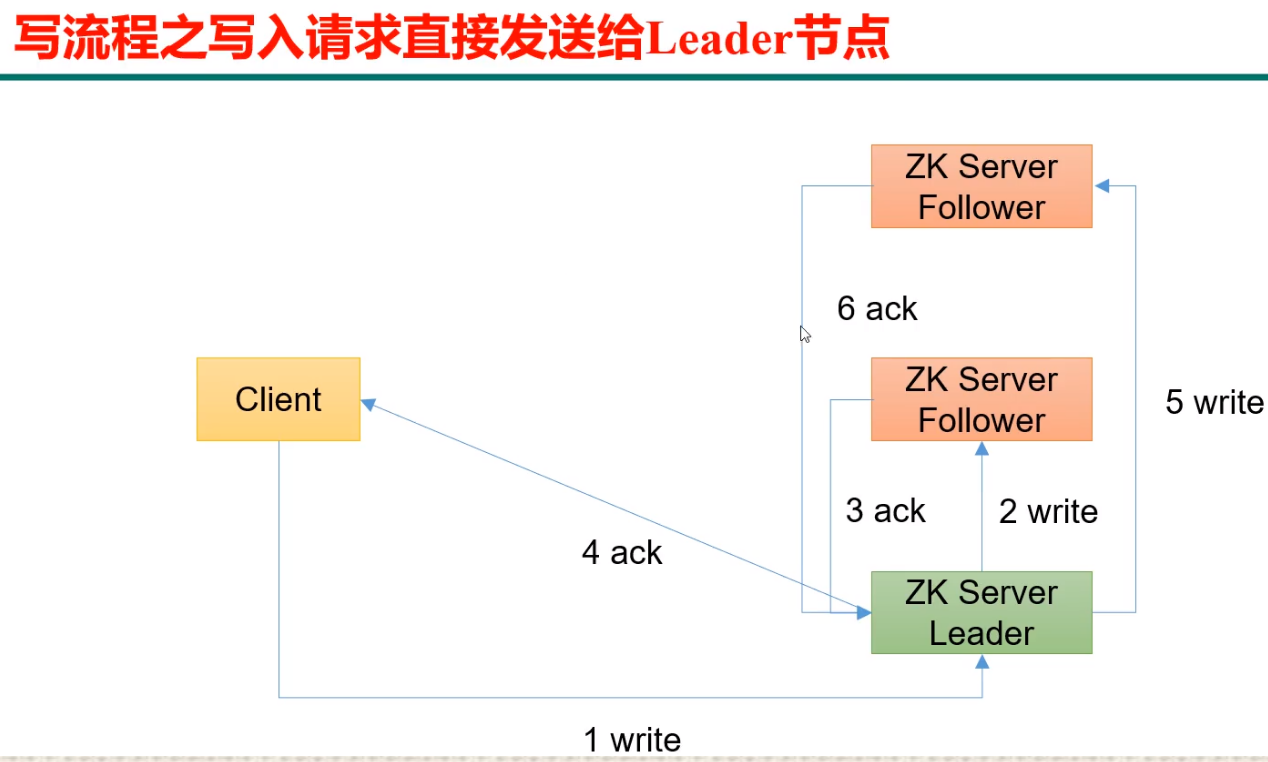 写流程之写入请求直接发送给Leader节点
ZK Server
Follower
6 ack
Client
ZK Server
Follower
5 write
3 ack
2 write
4 ack
ZK Server
Leader
1 write